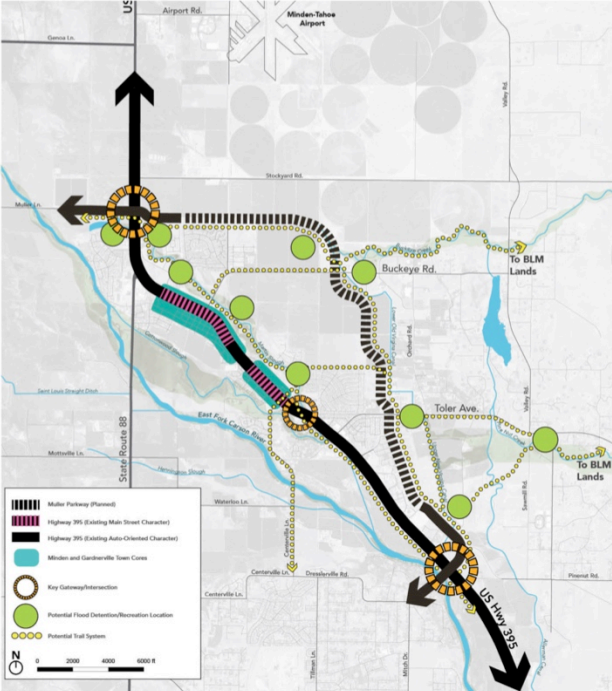 US
Airport Rd.
Minden-Tahoe
Airport
Genoa Ln.
Valley Rd.
Stockyard Rd.
Muller Ln.
To BLM
Lands
Buckeye Rd.
Orchard Rd.
Saint Louis Straight Ditch
Toler Ave.
Valley Rd.
State Route 88
East Fork Carson River
Mottsville Ln.
To BLM
Lands
Sawmill Rd.
Waterloo Ln.
Centerville Ln.
Dresslerville Rd.
Pinenut Rd.
Centerville Ln.
US Hwy 395
Tillman Ln.
Muller Parkway (Planned)
Highway 395 (Existing Main Street Character)
Highway 395 (Existing Auto-Oriented Character)
Minden and Gardnerville Town Cores
Key Gateway/Intersection
Potential Flood Detention/Recreation Location
Potential Trail System
N
0 2000 4000 6000 ft